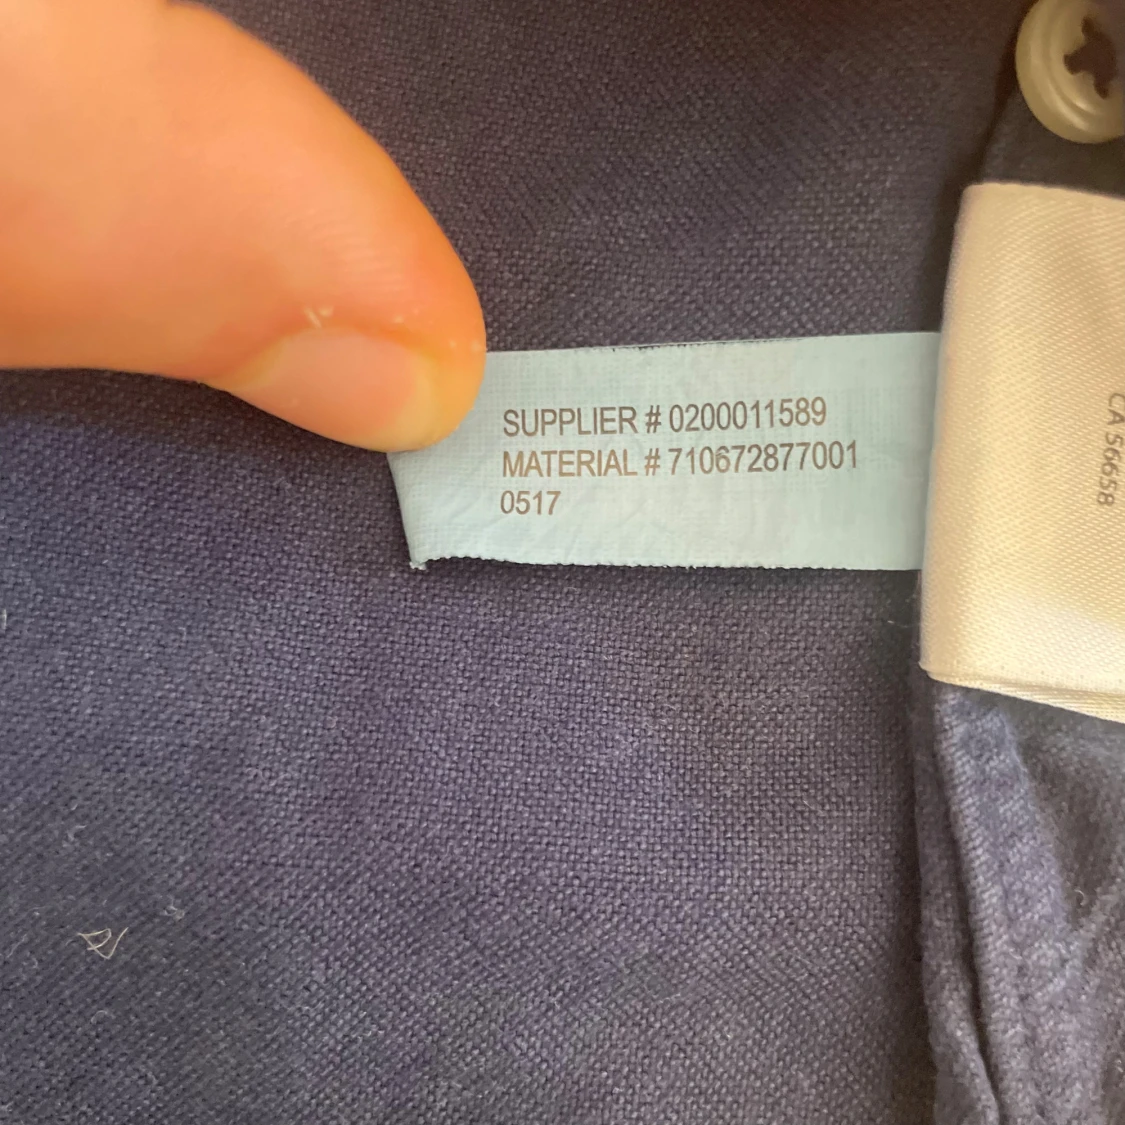 SUPPLIER # 0200011589
MATERIAL # 710672877001
0517
CA 56658